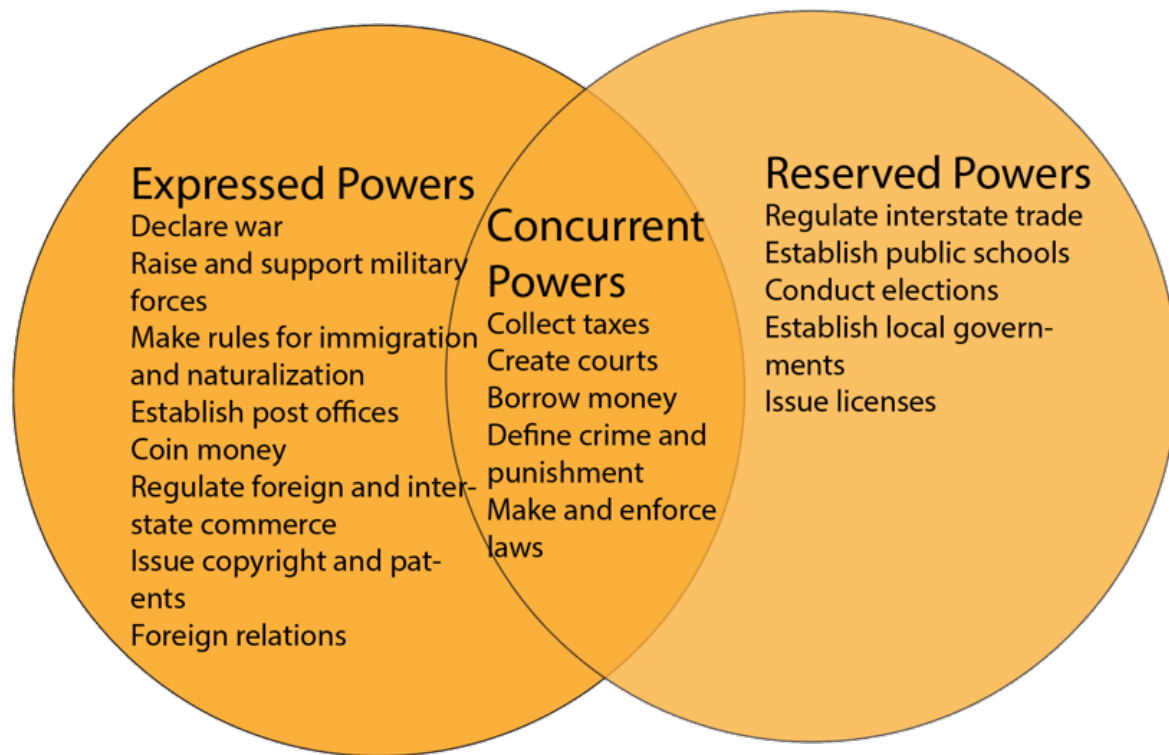 Expressed Powers
Declare war
Raise and support military
forces
Make rules for immigration
and naturalization
Establish post offices
Coin money
Regulate foreign and inter-
state commerce
Issue copyright and pat-
ents
Foreign relations
Concurrent
Powers
Collect taxes
Create courts
Borrow money
Define crime and
punishment
Make and enforce
laws
Reserved Powers
Regulate interstate trade
Establish public schools
Conduct elections
Establish local govern-
ments
Issue licenses